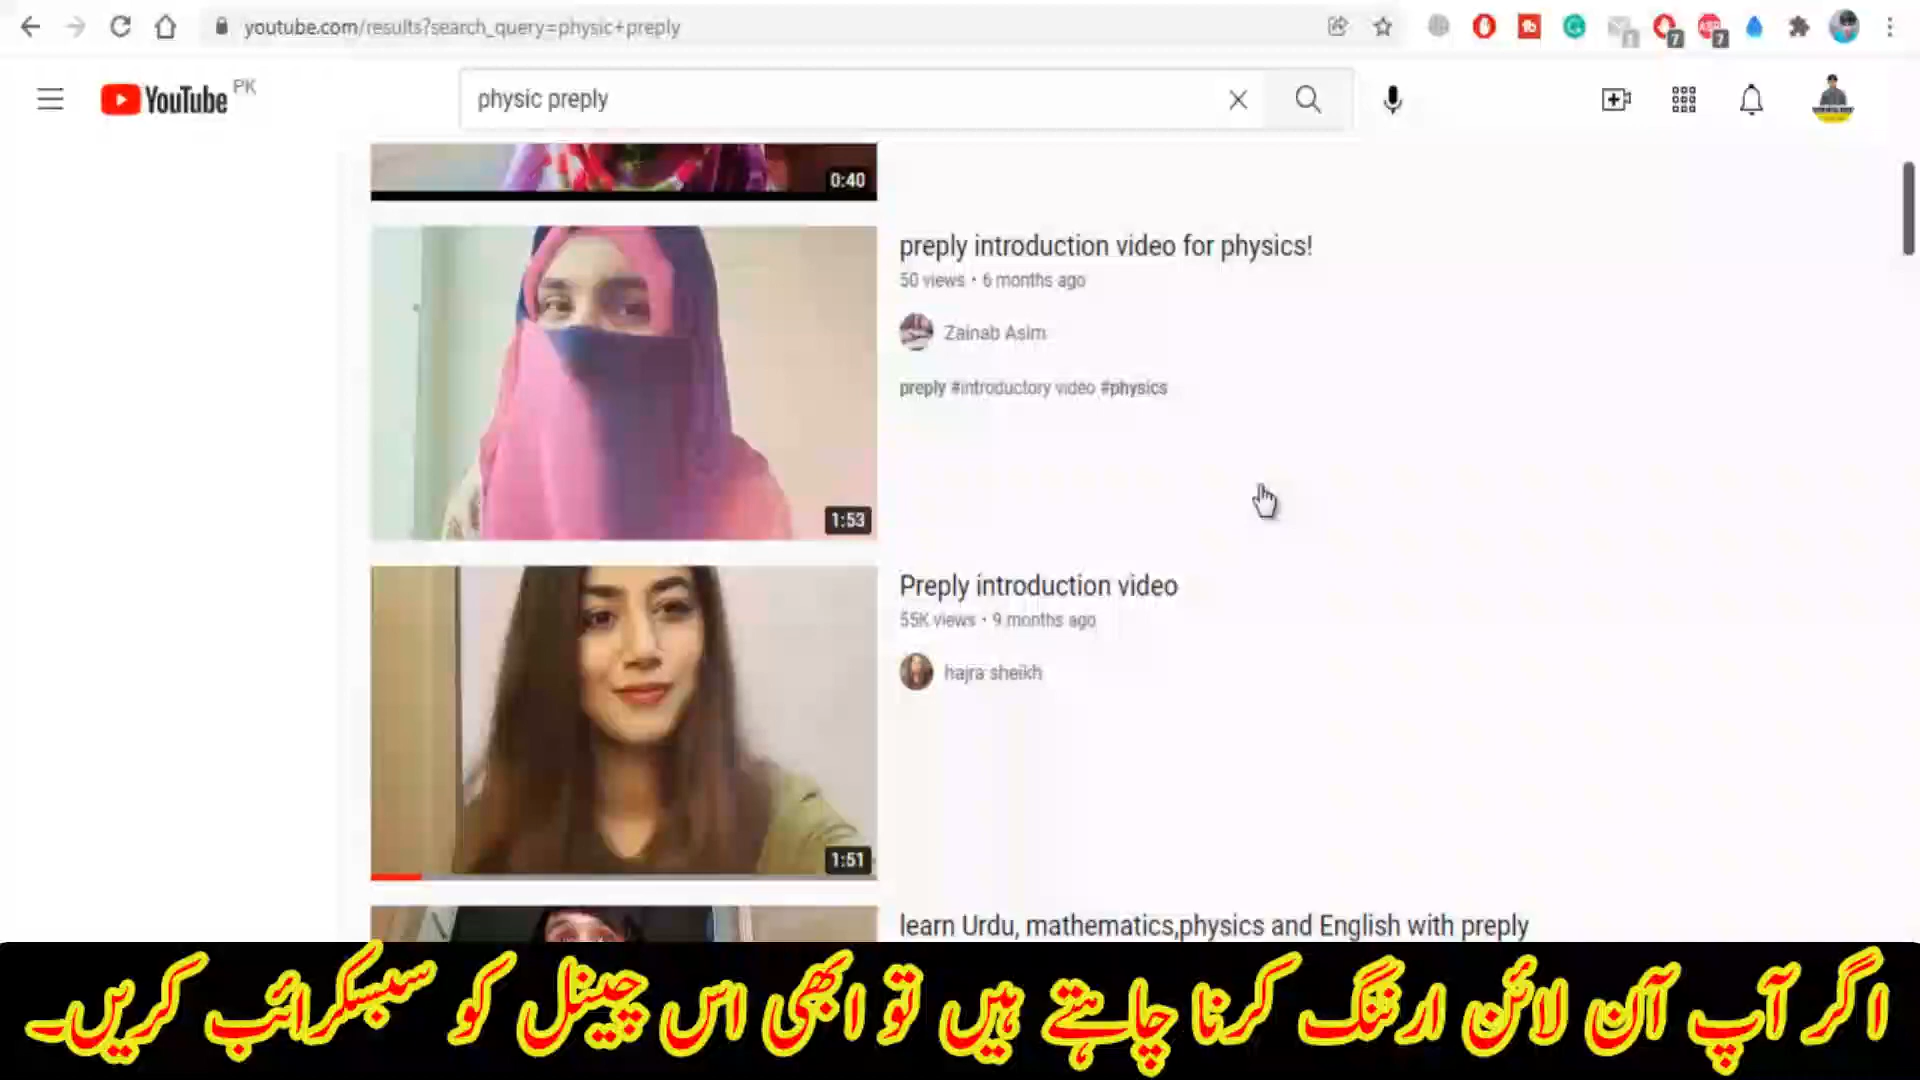 youtube.com/results?search_query=physic+preply
YouTube PK
physic preply
0:40
preply introduction video for physics!
50 views • 6 months ago
Zainab Asim
preply #introductory video #physics
1:53
Preply introduction video
55K views • 9 months ago
hajra sheikh
1:51
learn Urdu, mathematics,physics and English with preply
اگر آپ آن لائن ارننگ کرنا چاہتے ہیں تو ابھی اس چینل کو سبسکرائب کریں۔